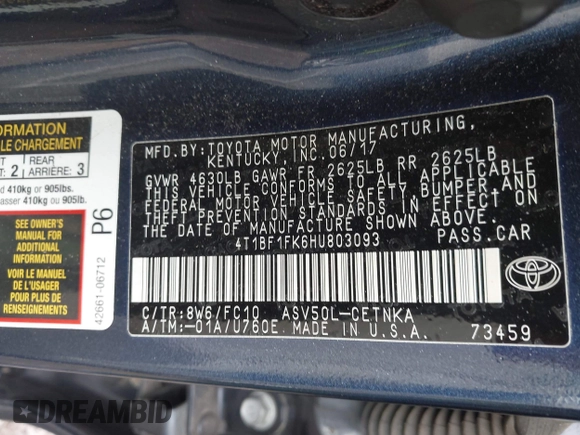 ORMATION
LE CHARGEMENT
2 REAR ARRIÈRE: 3
ed 410kg or 905lbs.
passer 410kg ou 905lb.
SEE OWNER'S
MANUAL FOR
ADDITIONAL
INFORMATION
VOIR LE MANUEL
DE L'USAGER
POUR PLUS DE
RENSEIGNEMENTS
P6
42661-06712
MFD.BY:TOYOTA MOTOR MANUFACTURING,
KENTUCKY, INC. 06/17
GVWR 4630LB GAWR FR 2625LB RR 2625LB
THIS VEHICLE CONFORMS TO ALL APPLICABLE
FEDERAL MOTOR VEHICLE SAFETY, BUMPER, AND
THEFT PREVENTION STANDARDS IN EFFECT ON
THE DATE OF MANUFACTURE SHOWN ABOVE.
4T1BF1FK6HU803093 PASS.CAR
C/TR:8W6/FC10 ASV50L-CETNKA
A/TM:-01A/U760E MADE IN U.S.A.
73459
TOYOTA
DREAMBID